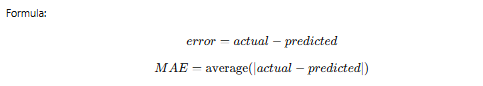 Formula:
error = actual − predicted
MAE = average(|actual − predicted|)